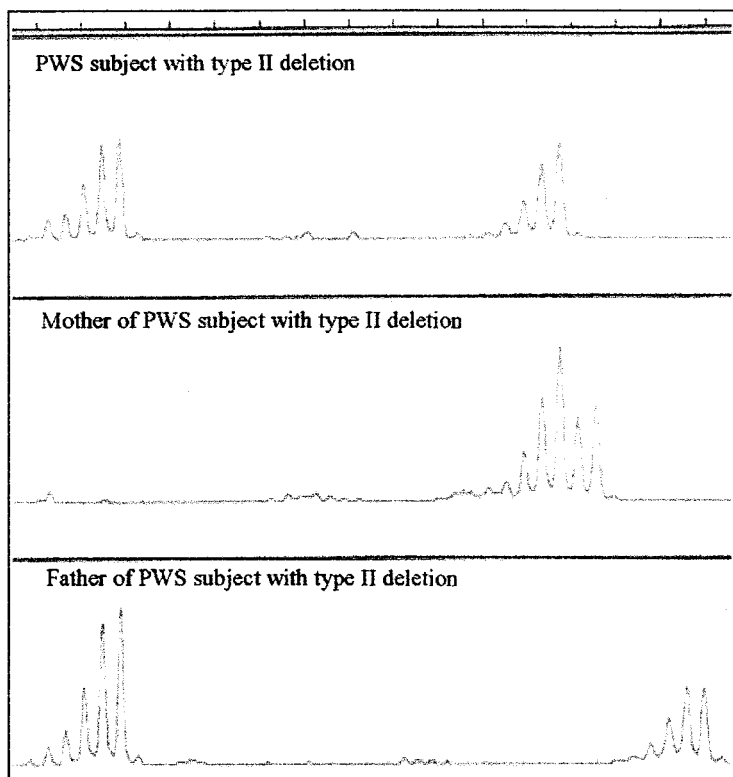 PWS subject with type II deletion
Mother of PWS subject with type II deletion
Father of PWS subject with type II deletion